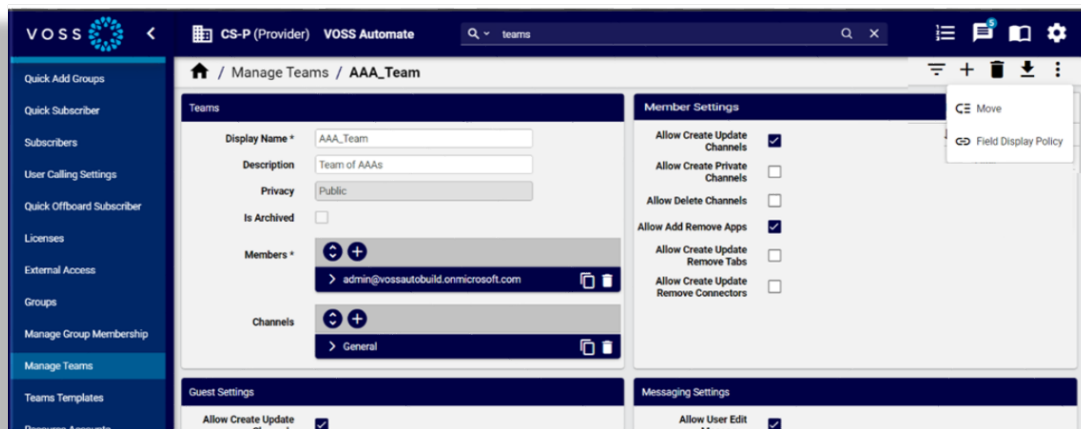 VOSS
CS-P (Provider) VOSS Automate
teams
5
Quick Add Groups
Quick Subscriber
Subscribers
User Calling Settings
Quick Offboard Subscriber
Licenses
External Access
Groups
Manage Group Membership
Manage Teams
Teams Templates
Resource Accounts
/ Manage Teams / AAA_Team
Move
Field Display Policy
Teams
Display Name *
AAA_Team
Description
Team of AAAs
Privacy
Public
Is Archived
Members *
admin@vossautobuild.onmicrosoft.com
Channels
General
Member Settings
Allow Create Update
Channels
Allow Create Private
Channels
Allow Delete Channels
Allow Add Remove Apps
Allow Create Update
Remove Tabs
Allow Create Update
Remove Connectors
Guest Settings
Allow Create Update
Messaging Settings
Allow User Edit